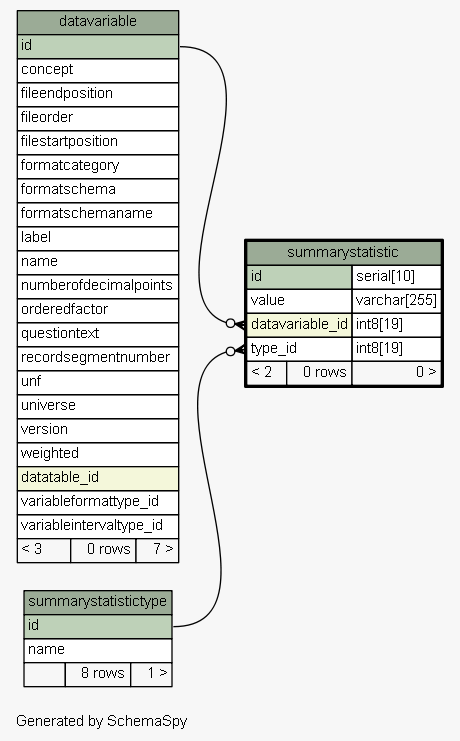 datavariable
id
concept
fileendposition
fileorder
filestartposition
formatcategory
formatschema
formatschemaname
label
name
numberofdecimalpoints
orderedfactor
questiontext
recordsegmentnumber
unf
universe
version
weighted
datatable_id
variableformattype_id
variableintervaltype_id
< 3 0 rows 7 >
summarystatistic
id serial[10]
value varchar[255]
datavariable_id int8[19]
type_id int8[19]
< 2 0 rows 0 >
summarystatistictype
id
name
8 rows 1 >
Generated by SchemaSpy